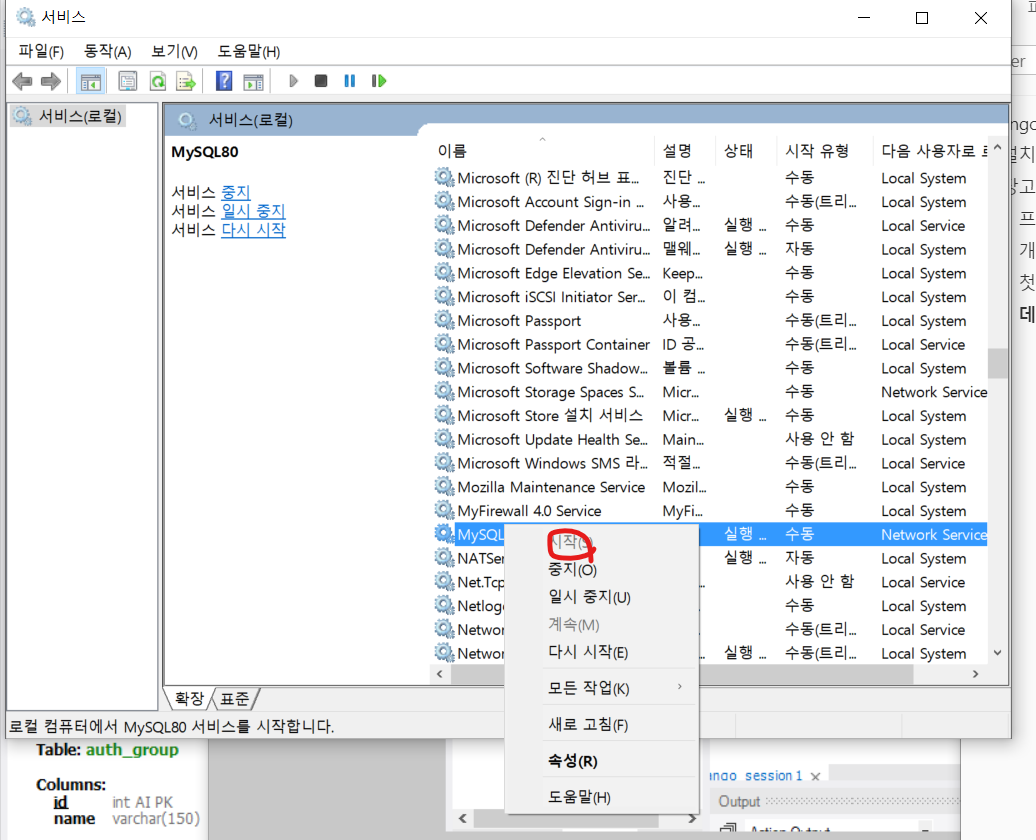 서비스
파일(F) 동작(A) 보기(V) 도움말(H)
서비스(로컬)
서비스(로컬)
MySQL80
서비스 중지
서비스 일시 중지
서비스 다시 시작
이름 설명 상태 시작 유형 다음 사용자로
Microsoft (R) 진단 허브 표... 진단 ... 수동 Local System
Microsoft Account Sign-in ... 사용... 수동(트리... Local System
Microsoft Defender Antiviru... 알려... 실행 ... 수동 Local Service
Microsoft Defender Antiviru... 맬웨... 실행 ... 자동 Local System
Microsoft Edge Elevation Se... Keep... 수동 Local System
Microsoft iSCSI Initiator Ser... 이 컴... 수동 Local System
Microsoft Passport 사용... 수동(트리... Local System
Microsoft Passport Container ID 공... 수동(트리... Local Service
Microsoft Software Shadow... 볼륨 ... 수동 Local System
Microsoft Storage Spaces S... Micr... 수동 Network Service
Microsoft Store 설치 서비스 Micr... 실행 ... 수동 Local System
Microsoft Update Health Se... Main... 사용 안 함 Local System
Microsoft Windows SMS 라... 적절... 수동(트리... Local Service
Mozilla Maintenance Service Mozil... 수동 Local System
MyFirewall 4.0 Service MyFi... 수동 Local System
MySQL 실행 ... 수동 Network Service
NATSer 실행 ... 자동 Local System
Net.Tcp 사용 안 함 Local Service
Netlogo 수동 Local System
Networ 수동(트리... Local Service
Networ 실행 ... 수동(트리... Local System
시작(S)
중지(O)
일시 중지(U)
계속(M)
다시 시작(E)
모든 작업(K)
새로 고침(F)
속성(R)
도움말(H)
확장 표준
로컬 컴퓨터에서 MySQL80 서비스를 시작합니다.
Table: auth_group
Columns:
id int AI PK
name varchar(150)
ango_session 1
Output
Action Output